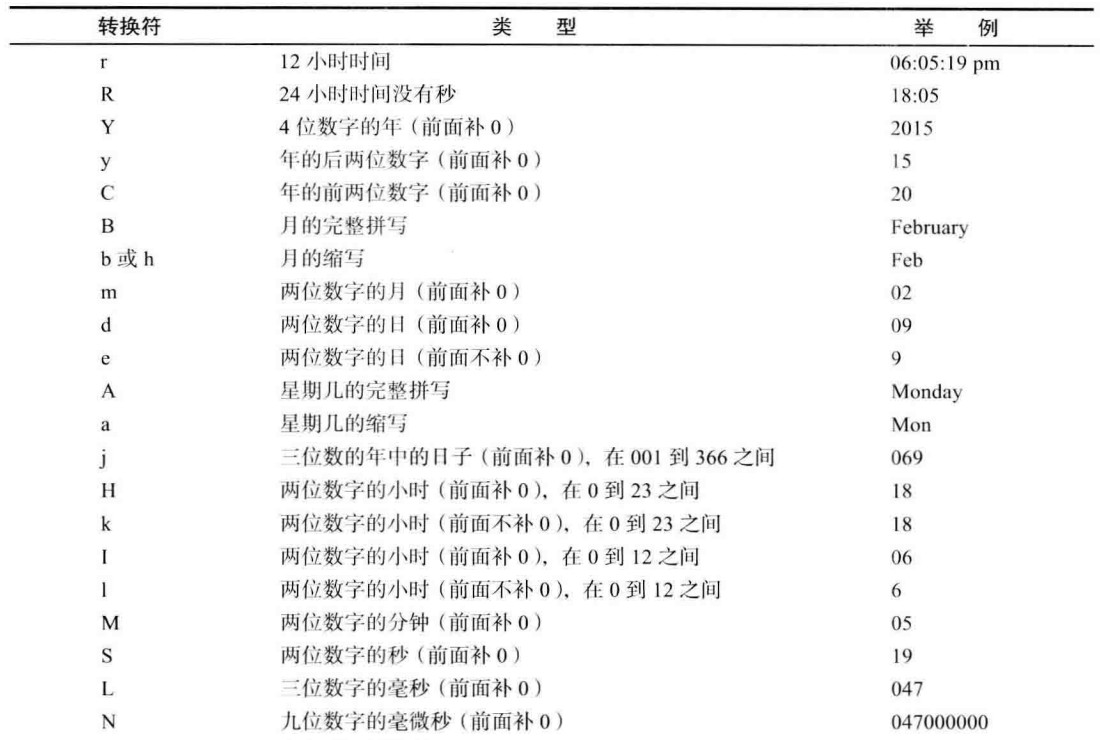 转换符 类 型 举 例
r 12 小时时间 06:05:19 pm
R 24 小时时间没有秒 18:05
Y 4 位数字的年（前面补 0） 2015
y 年的后两位数字（前面补 0） 15
C 年的前两位数字（前面补 0） 20
B 月的完整拼写 February
b 或 h 月的缩写 Feb
m 两位数字的月（前面补 0） 02
d 两位数字的日（前面补 0） 09
e 两位数字的日（前面不补 0） 9
A 星期几的完整拼写 Monday
a 星期几的缩写 Mon
j 三位数的年中的日子（前面补 0），在 001 到 366 之间 069
H 两位数字的小时（前面补 0），在 0 到 23 之间 18
k 两位数字的小时（前面不补 0），在 0 到 23 之间 18
I 两位数字的小时（前面补 0），在 0 到 12 之间 06
l 两位数字的小时（前面不补 0），在 0 到 12 之间 6
M 两位数字的分钟（前面补 0） 05
S 两位数字的秒（前面补 0） 19
L 三位数字的毫秒（前面补 0） 047
N 九位数字的毫微秒（前面补 0） 047000000